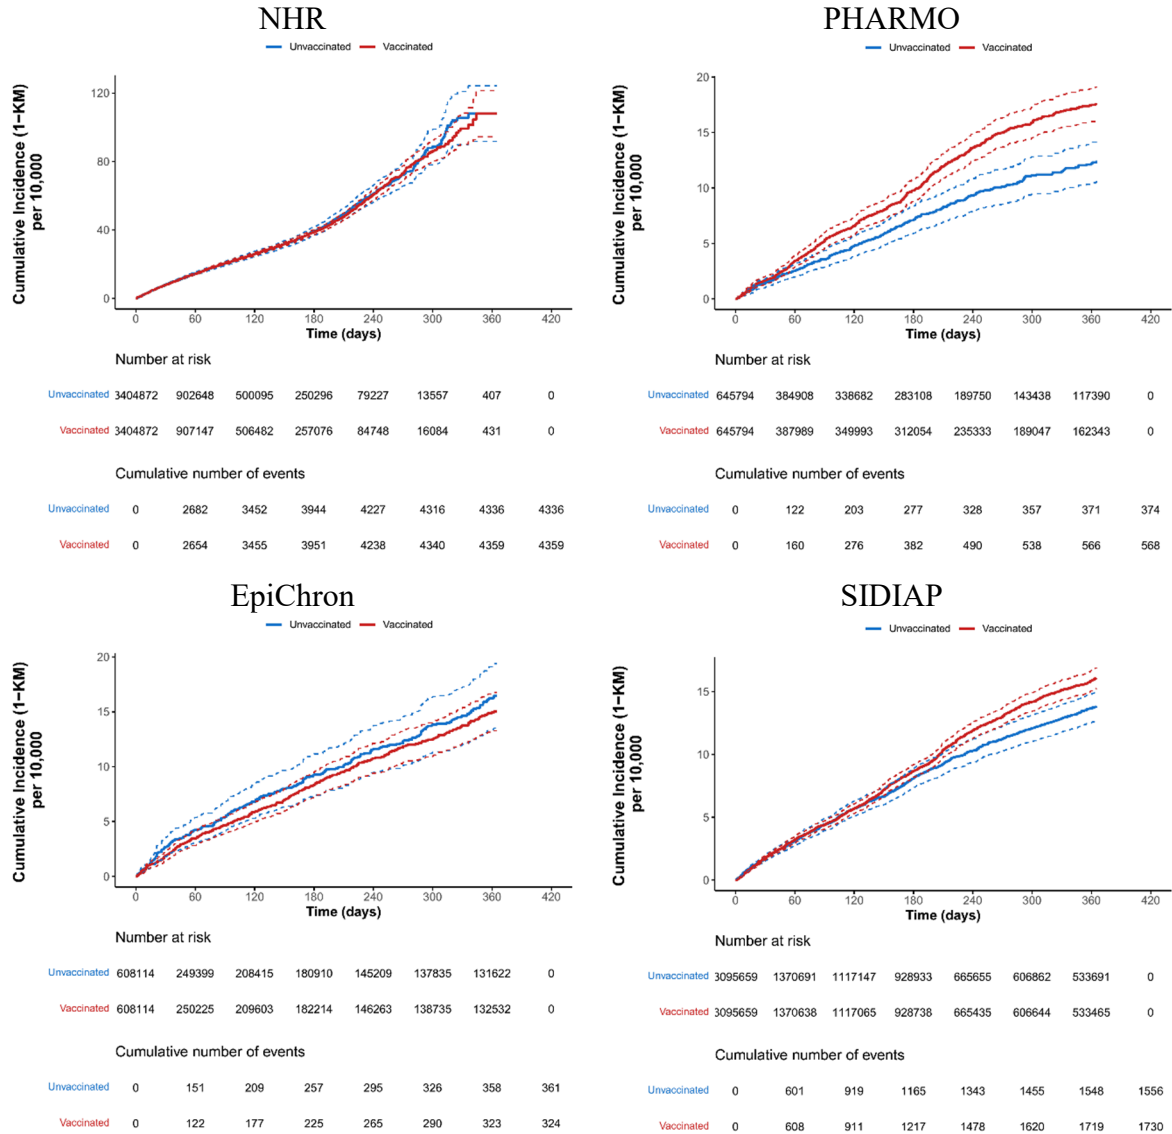 NHR
Unvaccinated Vaccinated
Cumulative Incidence (1−KM)
per 10,000
120
80
40
0
0 60 120 180 240 300 360 420
Time (days)
Number at risk
Unvaccinated 3404872 902648 500095 250296 79227 13557 407 0
Vaccinated 3404872 907147 506482 257076 84748 16084 431 0
Cumulative number of events
Unvaccinated 0 2682 3452 3944 4227 4316 4336 4336
Vaccinated 0 2654 3455 3951 4238 4340 4359 4359
PHARMO
Unvaccinated Vaccinated
Cumulative Incidence (1−KM)
per 10,000
20
15
10
5
0
0 60 120 180 240 300 360 420
Time (days)
Number at risk
Unvaccinated 645794 384908 338682 283108 189750 143438 117390 0
Vaccinated 645794 387989 349993 312054 235333 189047 162343 0
Cumulative number of events
Unvaccinated 0 122 203 277 328 357 371 374
Vaccinated 0 160 276 382 490 538 566 568
EpiChron
Unvaccinated Vaccinated
Cumulative Incidence (1−KM)
per 10,000
20
15
10
5
0
0 60 120 180 240 300 360 420
Time (days)
Number at risk
Unvaccinated 608114 249399 208415 180910 145209 137835 131622 0
Vaccinated 608114 250225 209603 182214 146263 138735 132532 0
Cumulative number of events
Unvaccinated 0 151 209 257 295 326 358 361
Vaccinated 0 122 177 225 265 290 323 324
SIDIAP
Unvaccinated Vaccinated
Cumulative Incidence (1−KM)
per 10,000
15
10
5
0
0 60 120 180 240 300 360 420
Time (days)
Number at risk
Unvaccinated 3095659 1370691 1117147 928933 665655 606862 533691 0
Vaccinated 3095659 1370638 1117065 928738 665435 606644 533465 0
Cumulative number of events
Unvaccinated 0 601 919 1165 1343 1455 1548 1556
Vaccinated 0 608 911 1217 1478 1620 1719 1730